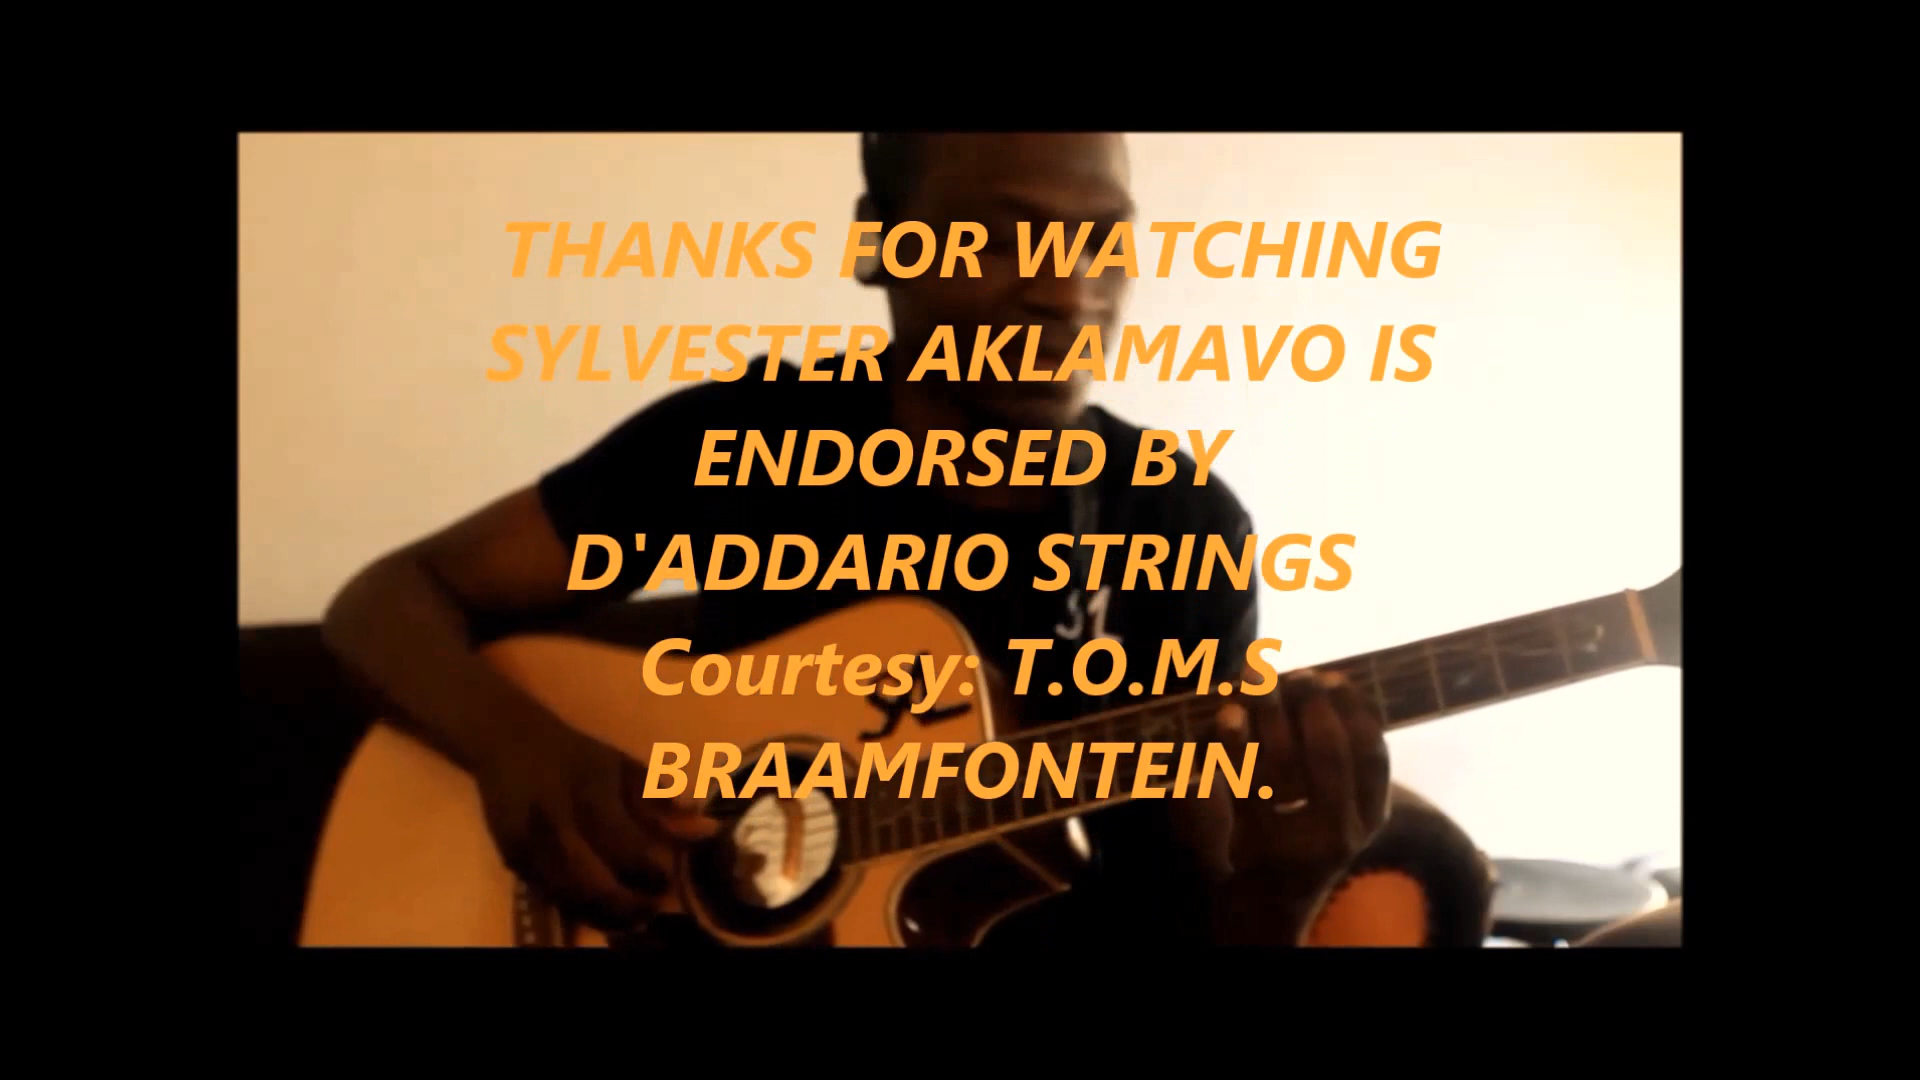 THANKS FOR WATCHING
SYLVESTER AKLAMAVO IS
ENDORSED BY
D'ADDARIO STRINGS
Courtesy: T.O.M.S
BRAAMFONTEIN.